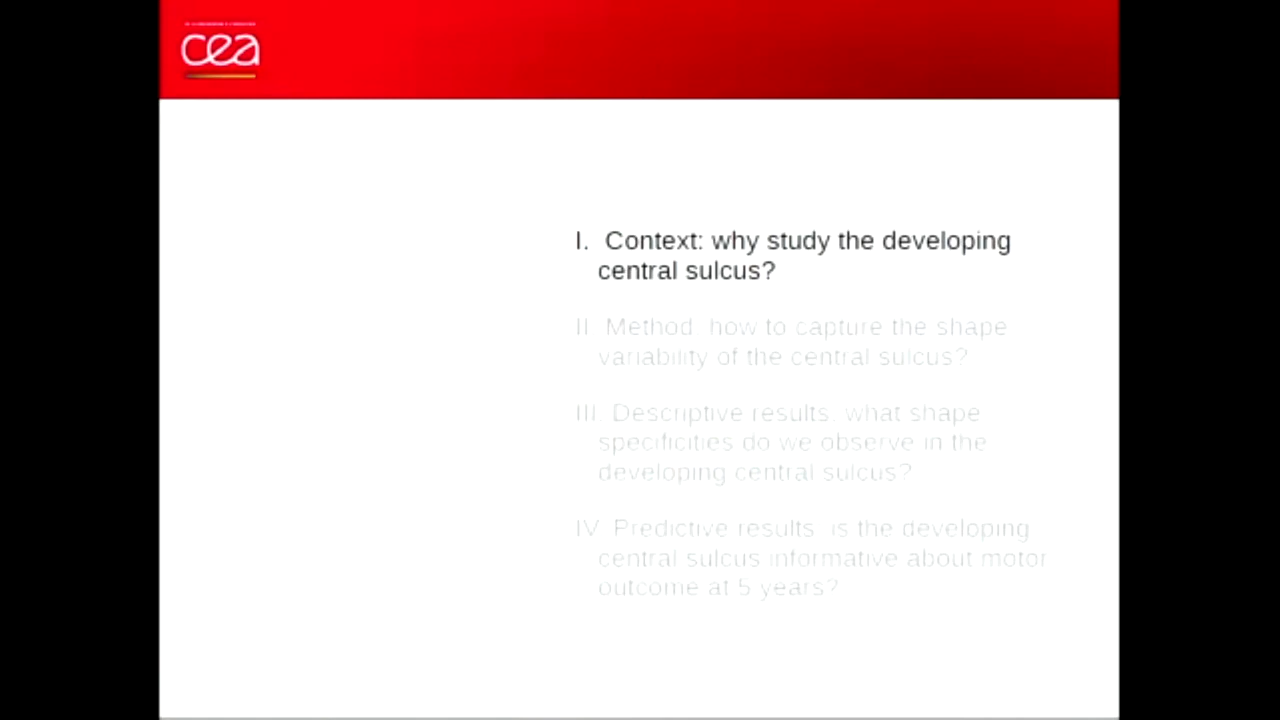 cea
I. Context: why study the developing
central sulcus?
II. Method: how to capture the shape
variability of the central sulcus?
III. Descriptive results: what shape
specificities do we observe in the
developing central sulcus?
IV. Predictive results: is the developing
central sulcus informative about motor
outcome at 5 years?